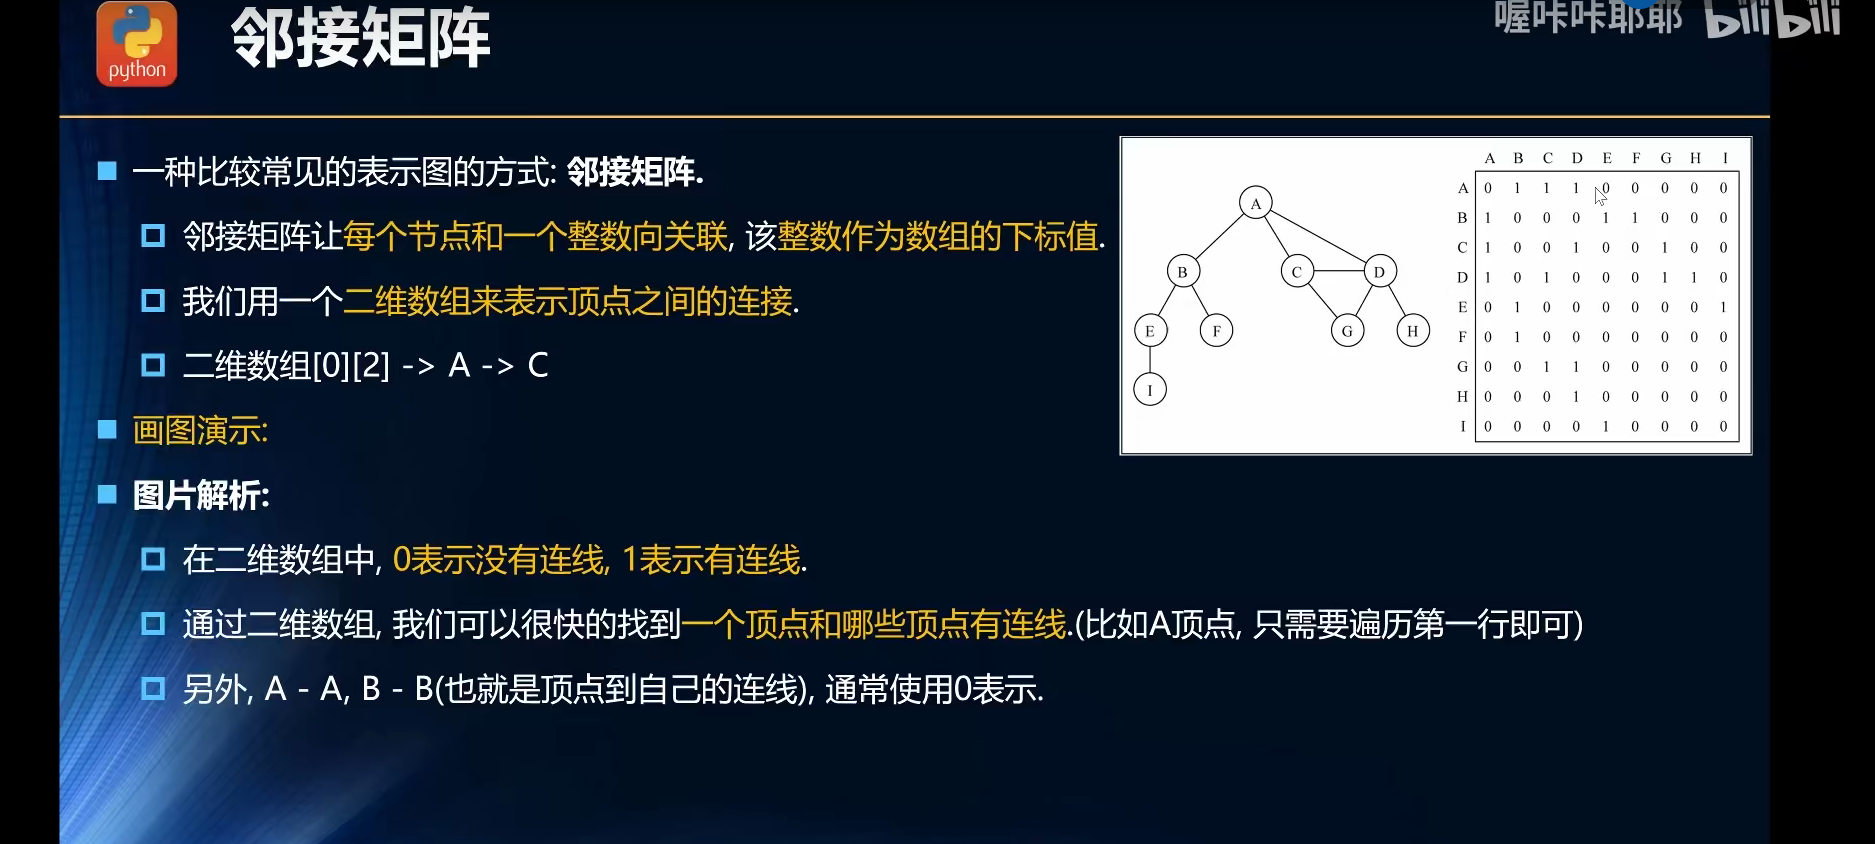 喔咔咔耶耶 bilibili
python
邻接矩阵
一种比较常见的表示图的方式: 邻接矩阵.
邻接矩阵让每个节点和一个整数向关联, 该整数作为数组的下标值.
我们用一个二维数组来表示顶点之间的连接.
二维数组[0][2] -> A -> C
画图演示:
图片解析:
在二维数组中, 0表示没有连线, 1表示有连线.
通过二维数组, 我们可以很快的找到一个顶点和哪些顶点有连线.(比如A顶点, 只需要遍历第一行即可)
另外, A - A, B - B(也就是顶点到自己的连线), 通常使用0表示.
A
B C D
E F G H
I
A B C D E F G H I
A 0 1 1 1 0 0 0 0 0
B 1 0 0 0 1 1 0 0 0
C 1 0 0 1 0 0 1 0 0
D 1 0 1 0 0 0 1 1 0
E 0 1 0 0 0 0 0 0 1
F 0 1 0 0 0 0 0 0 0
G 0 0 1 1 0 0 0 0 0
H 0 0 0 1 0 0 0 0 0
I 0 0 0 0 1 0 0 0 0